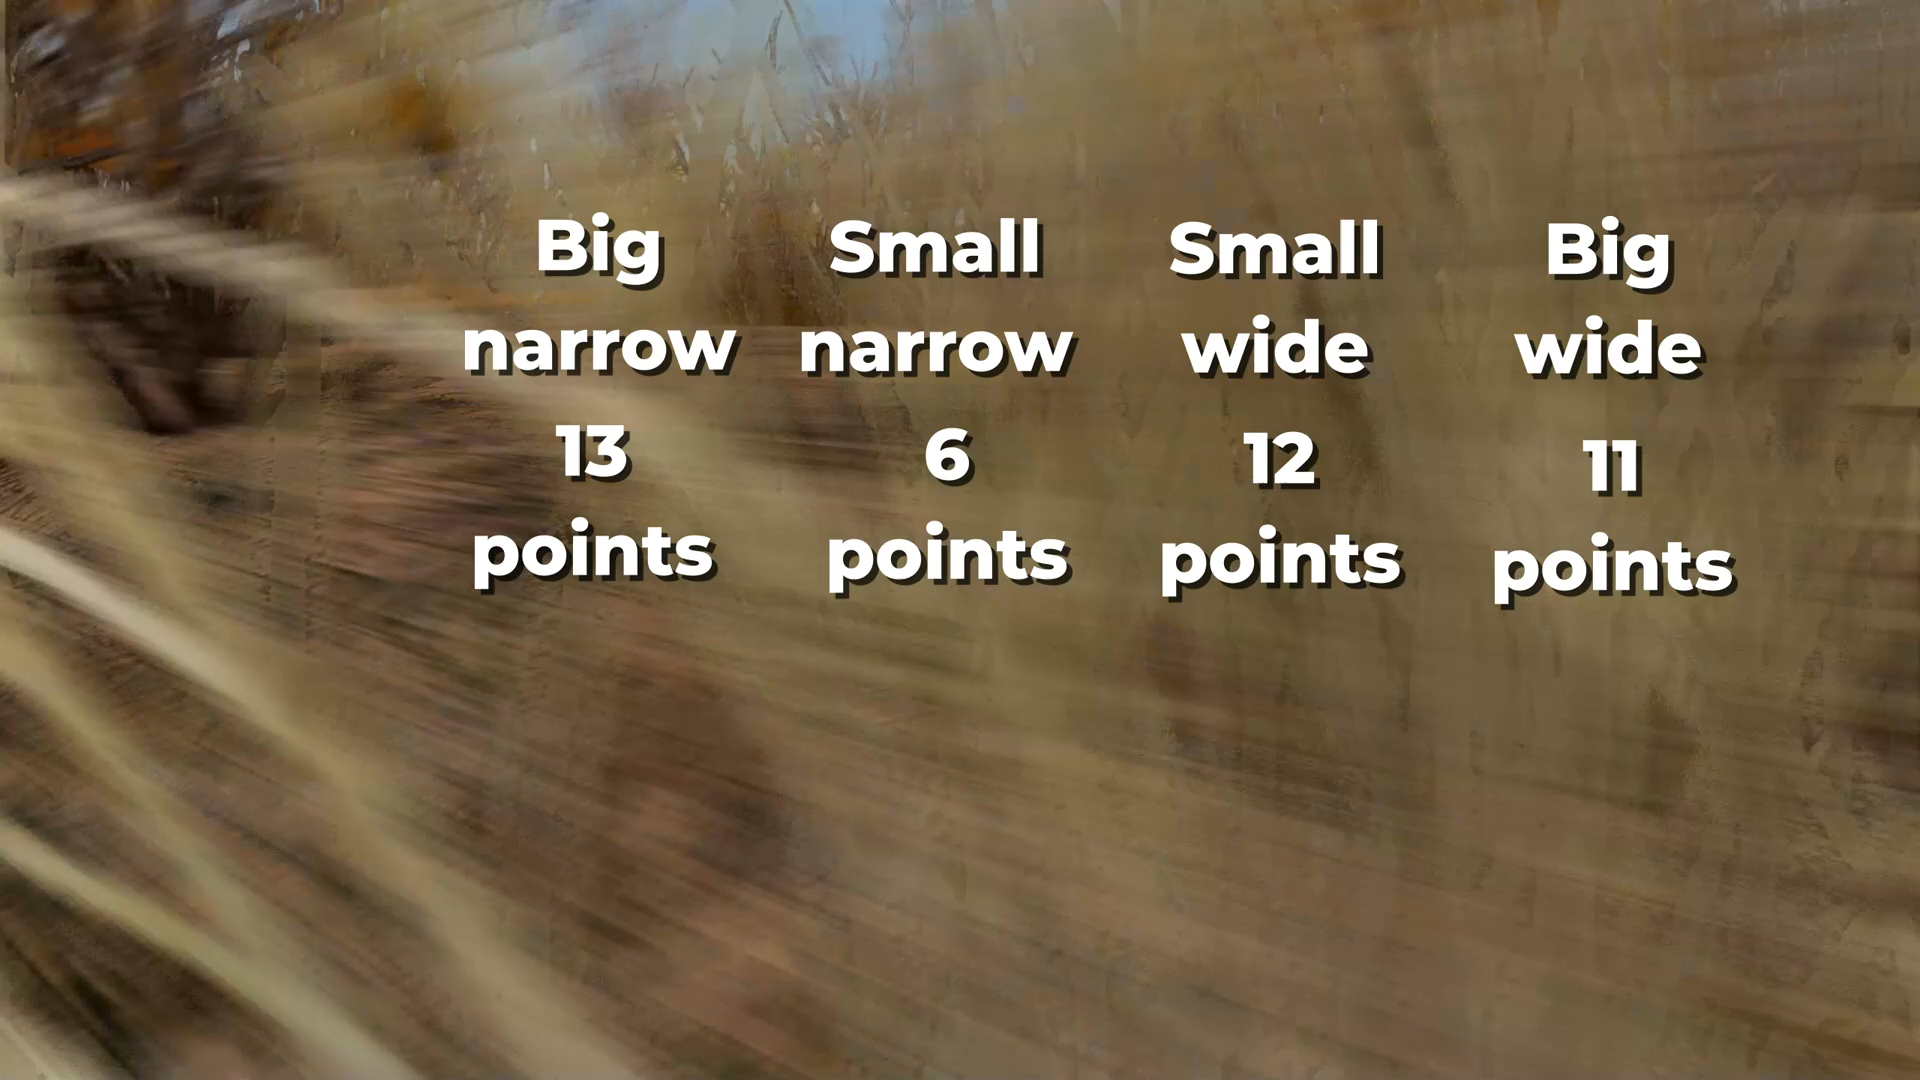 Big
narrow
13
points
Small
narrow
6
points
Small
wide
12
points
Big
wide
11
points